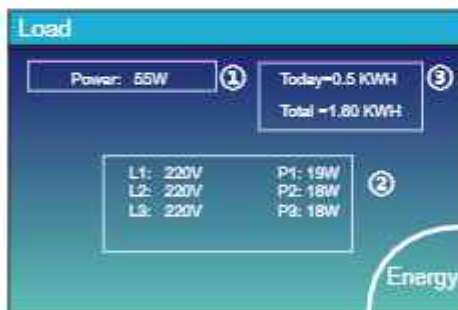 Load
Power: 55W ①
Today=0.5 KWH ③
Total =1.60 KWH
L1: 220V P1: 19W
L2: 220V P2: 18W ②
L3: 220V P3: 18W
Energy